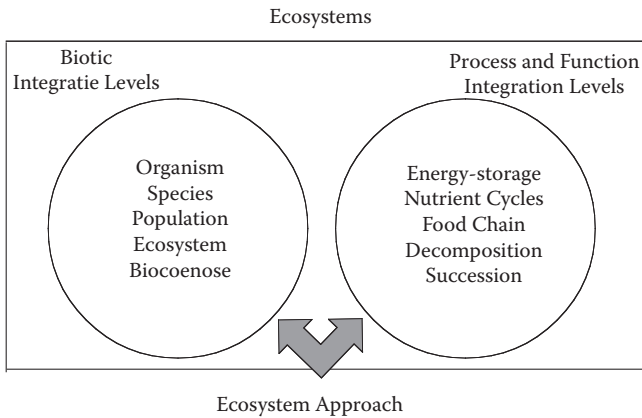 Ecosystems
Biotic
Integratie Levels
Process and Function
Integration Levels
Organism
Species
Population
Ecosystem
Biocoenose
Energy-storage
Nutrient Cycles
Food Chain
Decomposition
Succession
Ecosystem Approach